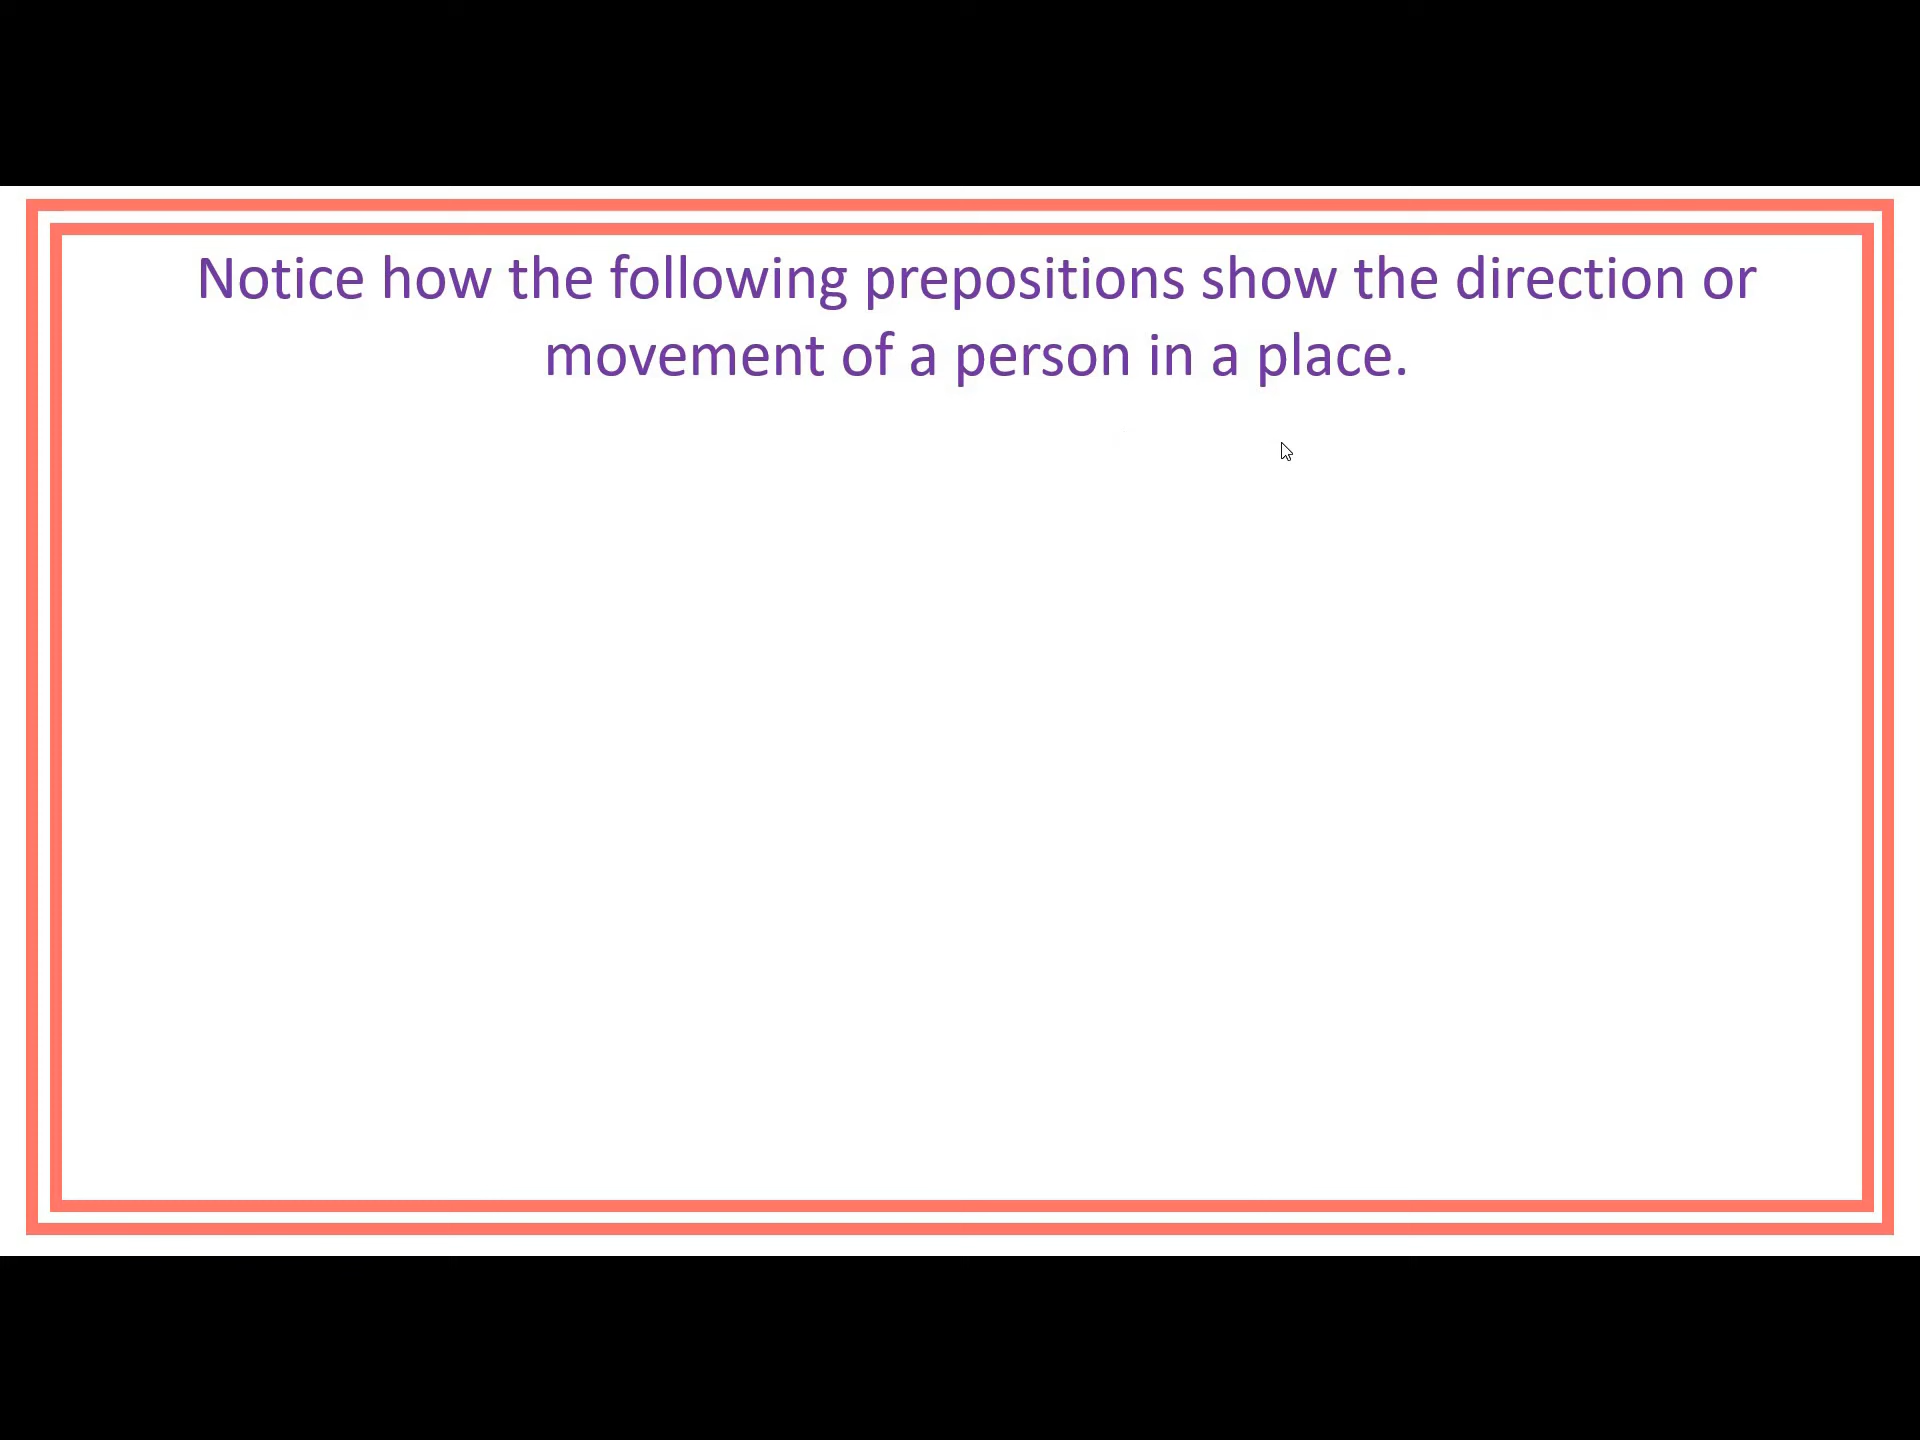 Notice how the following prepositions show the direction or
movement of a person in a place.